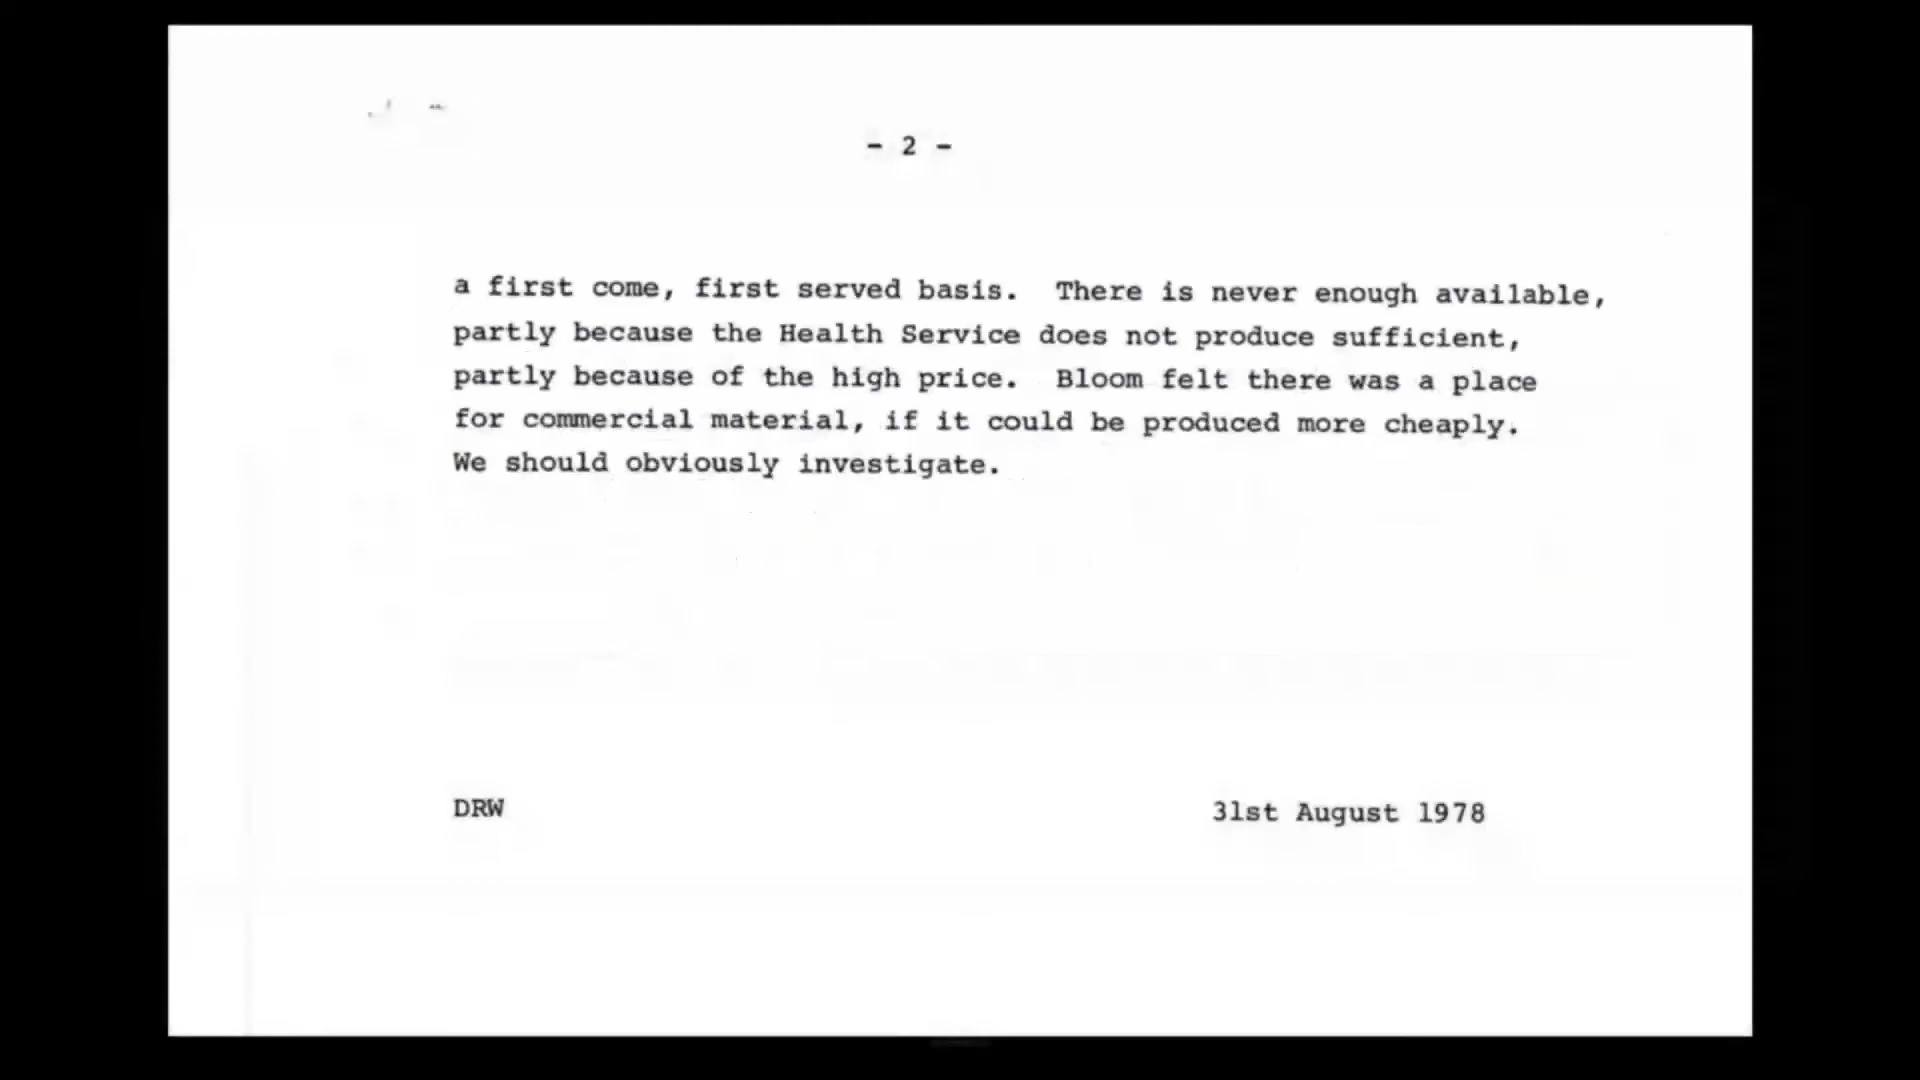 - 2 -
a first come, first served basis. There is never enough available,
partly because the Health Service does not produce sufficient,
partly because of the high price. Bloom felt there was a place
for commercial material, if it could be produced more cheaply.
We should obviously investigate.
DRW 31st August 1978